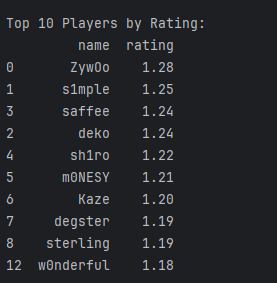 Top 10 Players by Rating:
name rating
0 ZywOo 1.28
1 s1mple 1.25
3 saffee 1.24
2 deko 1.24
4 sh1ro 1.22
5 m0NESY 1.21
6 Kaze 1.20
7 degster 1.19
8 sterling 1.19
12 w0nderful 1.18